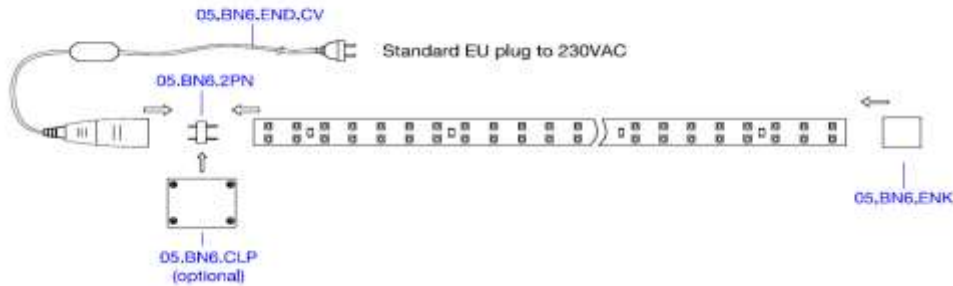 05.BN6.END.CV
Standard EU plug to 230VAC
05.BN6.2PN
05.BN6.ENK
05.BN6.CLP
(optional)